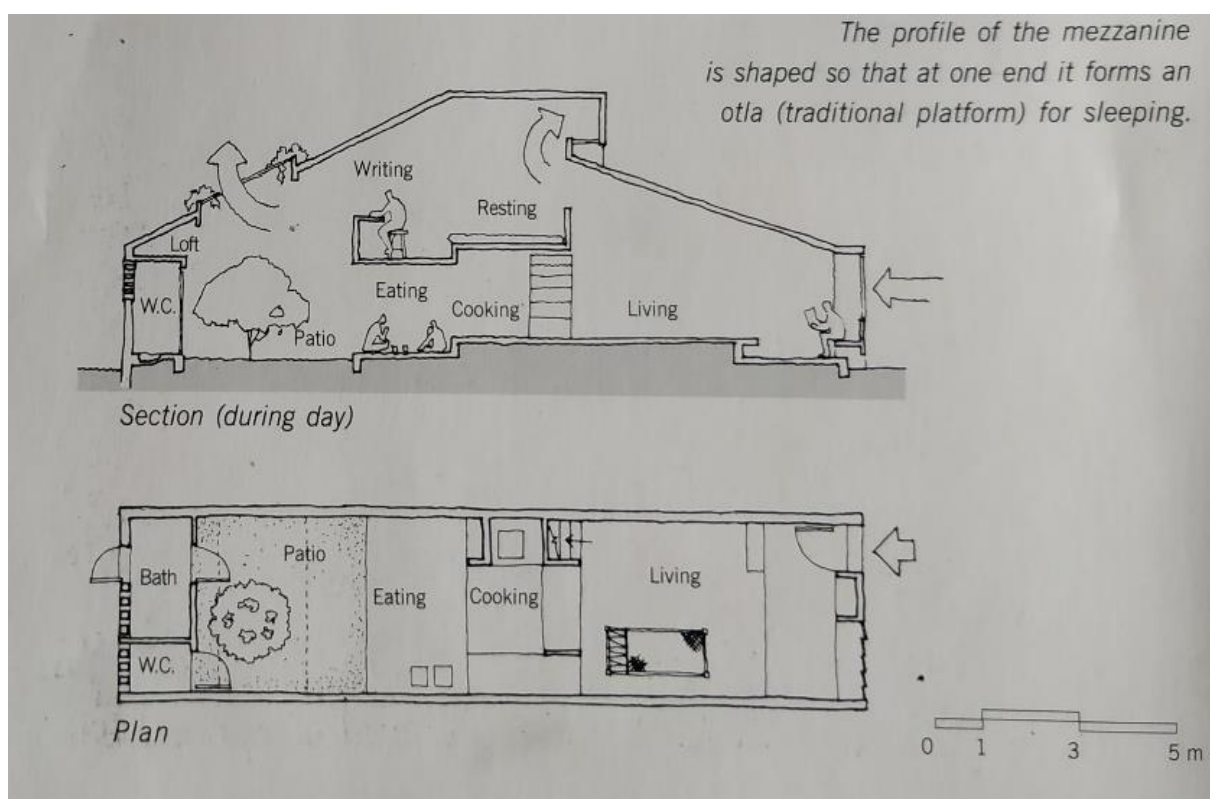 The profile of the mezzanine
is shaped so that at one end it forms an
otla (traditional platform) for sleeping.
Writing
Resting
Loft
W.C.
Eating
Cooking
Living
Patio
Section (during day)
Patio
Bath
Eating
Cooking
Living
W.C.
Plan
0 1 3 5 m